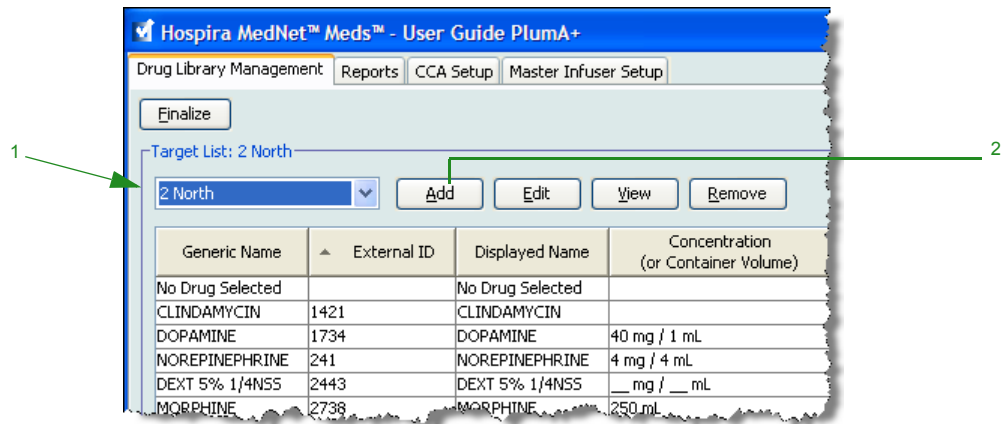 Hospira MedNet™ Meds™ - User Guide PlumA+
Drug Library Management Reports CCA Setup Master Infuser Setup
Finalize
1
2
Target List: 2 North
2 North Add Edit View Remove
Generic Name External ID Displayed Name Concentration (or Container Volume)
No Drug Selected No Drug Selected
CLINDAMYCIN 1421 CLINDAMYCIN
DOPAMINE 1734 DOPAMINE 40 mg / 1 mL
NOREPINEPHRINE 241 NOREPINEPHRINE 4 mg / 4 mL
DEXT 5% 1/4NSS 2443 DEXT 5% 1/4NSS __ mg / __ mL
MORPHINE 2738 MORPHINE 250 mL